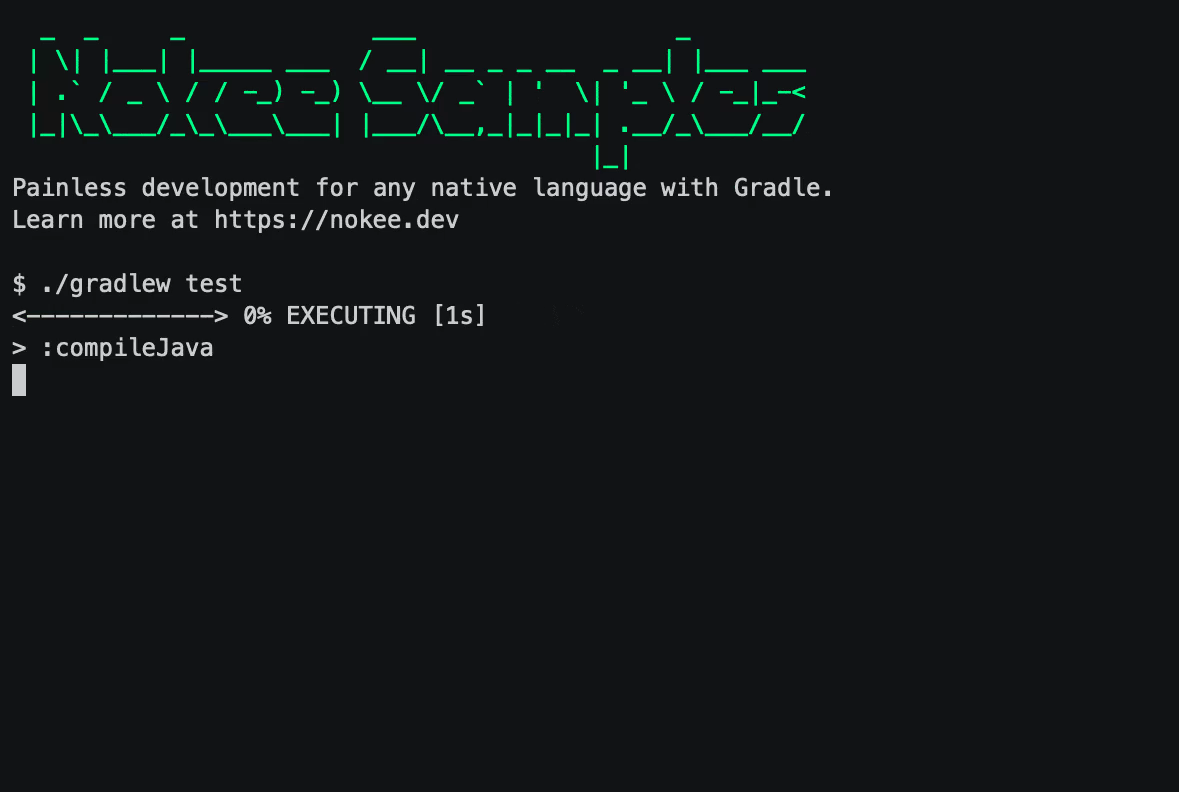 Nokee Samples
Painless development for any native language with Gradle.
Learn more at https://nokee.dev
$ ./gradlew test
<-------------> 0% EXECUTING [1s]
> :compileJava